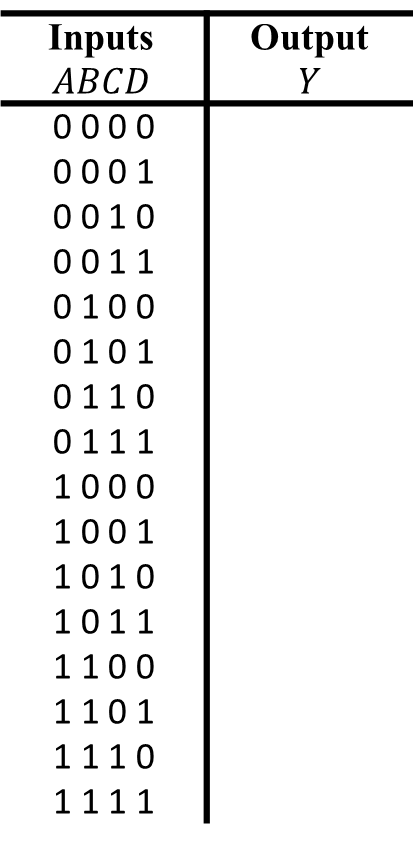 Inputs Output
ABCD Y
0 0 0 0
0 0 0 1
0 0 1 0
0 0 1 1
0 1 0 0
0 1 0 1
0 1 1 0
0 1 1 1
1 0 0 0
1 0 0 1
1 0 1 0
1 0 1 1
1 1 0 0
1 1 0 1
1 1 1 0
1 1 1 1